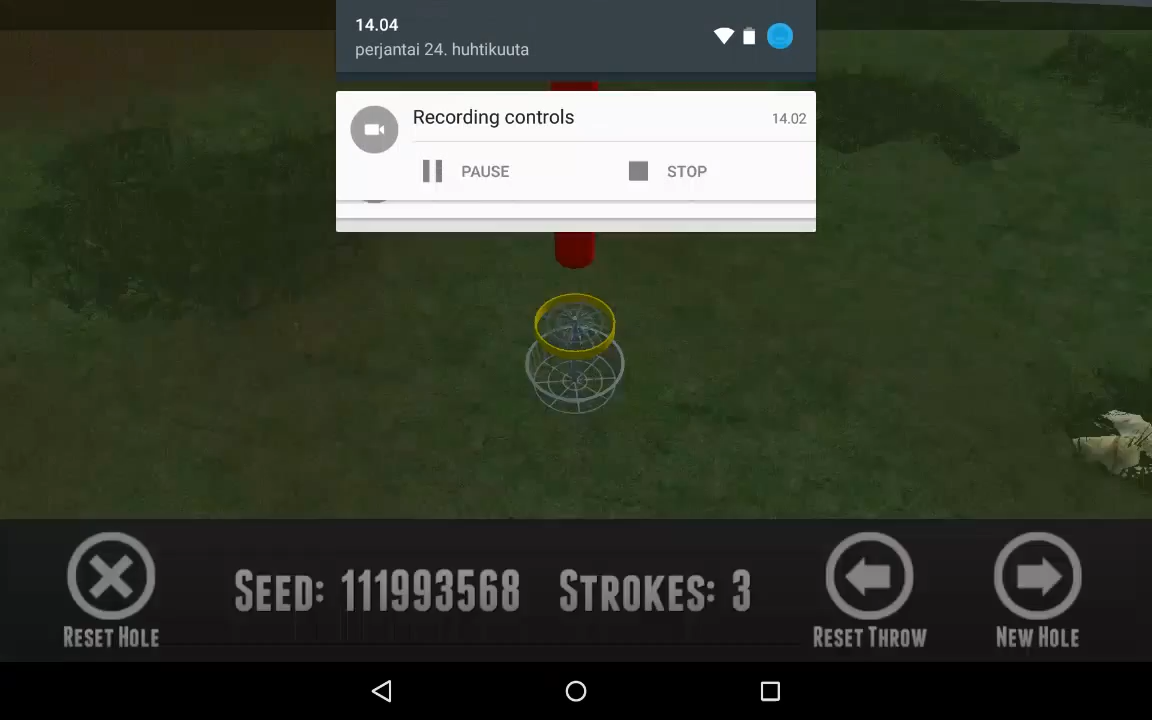 14.04
perjantai 24. huhtikuuta
Recording controls 14.02
PAUSE STOP
SEED: 111993568 STROKES: 3
RESET HOLE RESET THROW NEW HOLE